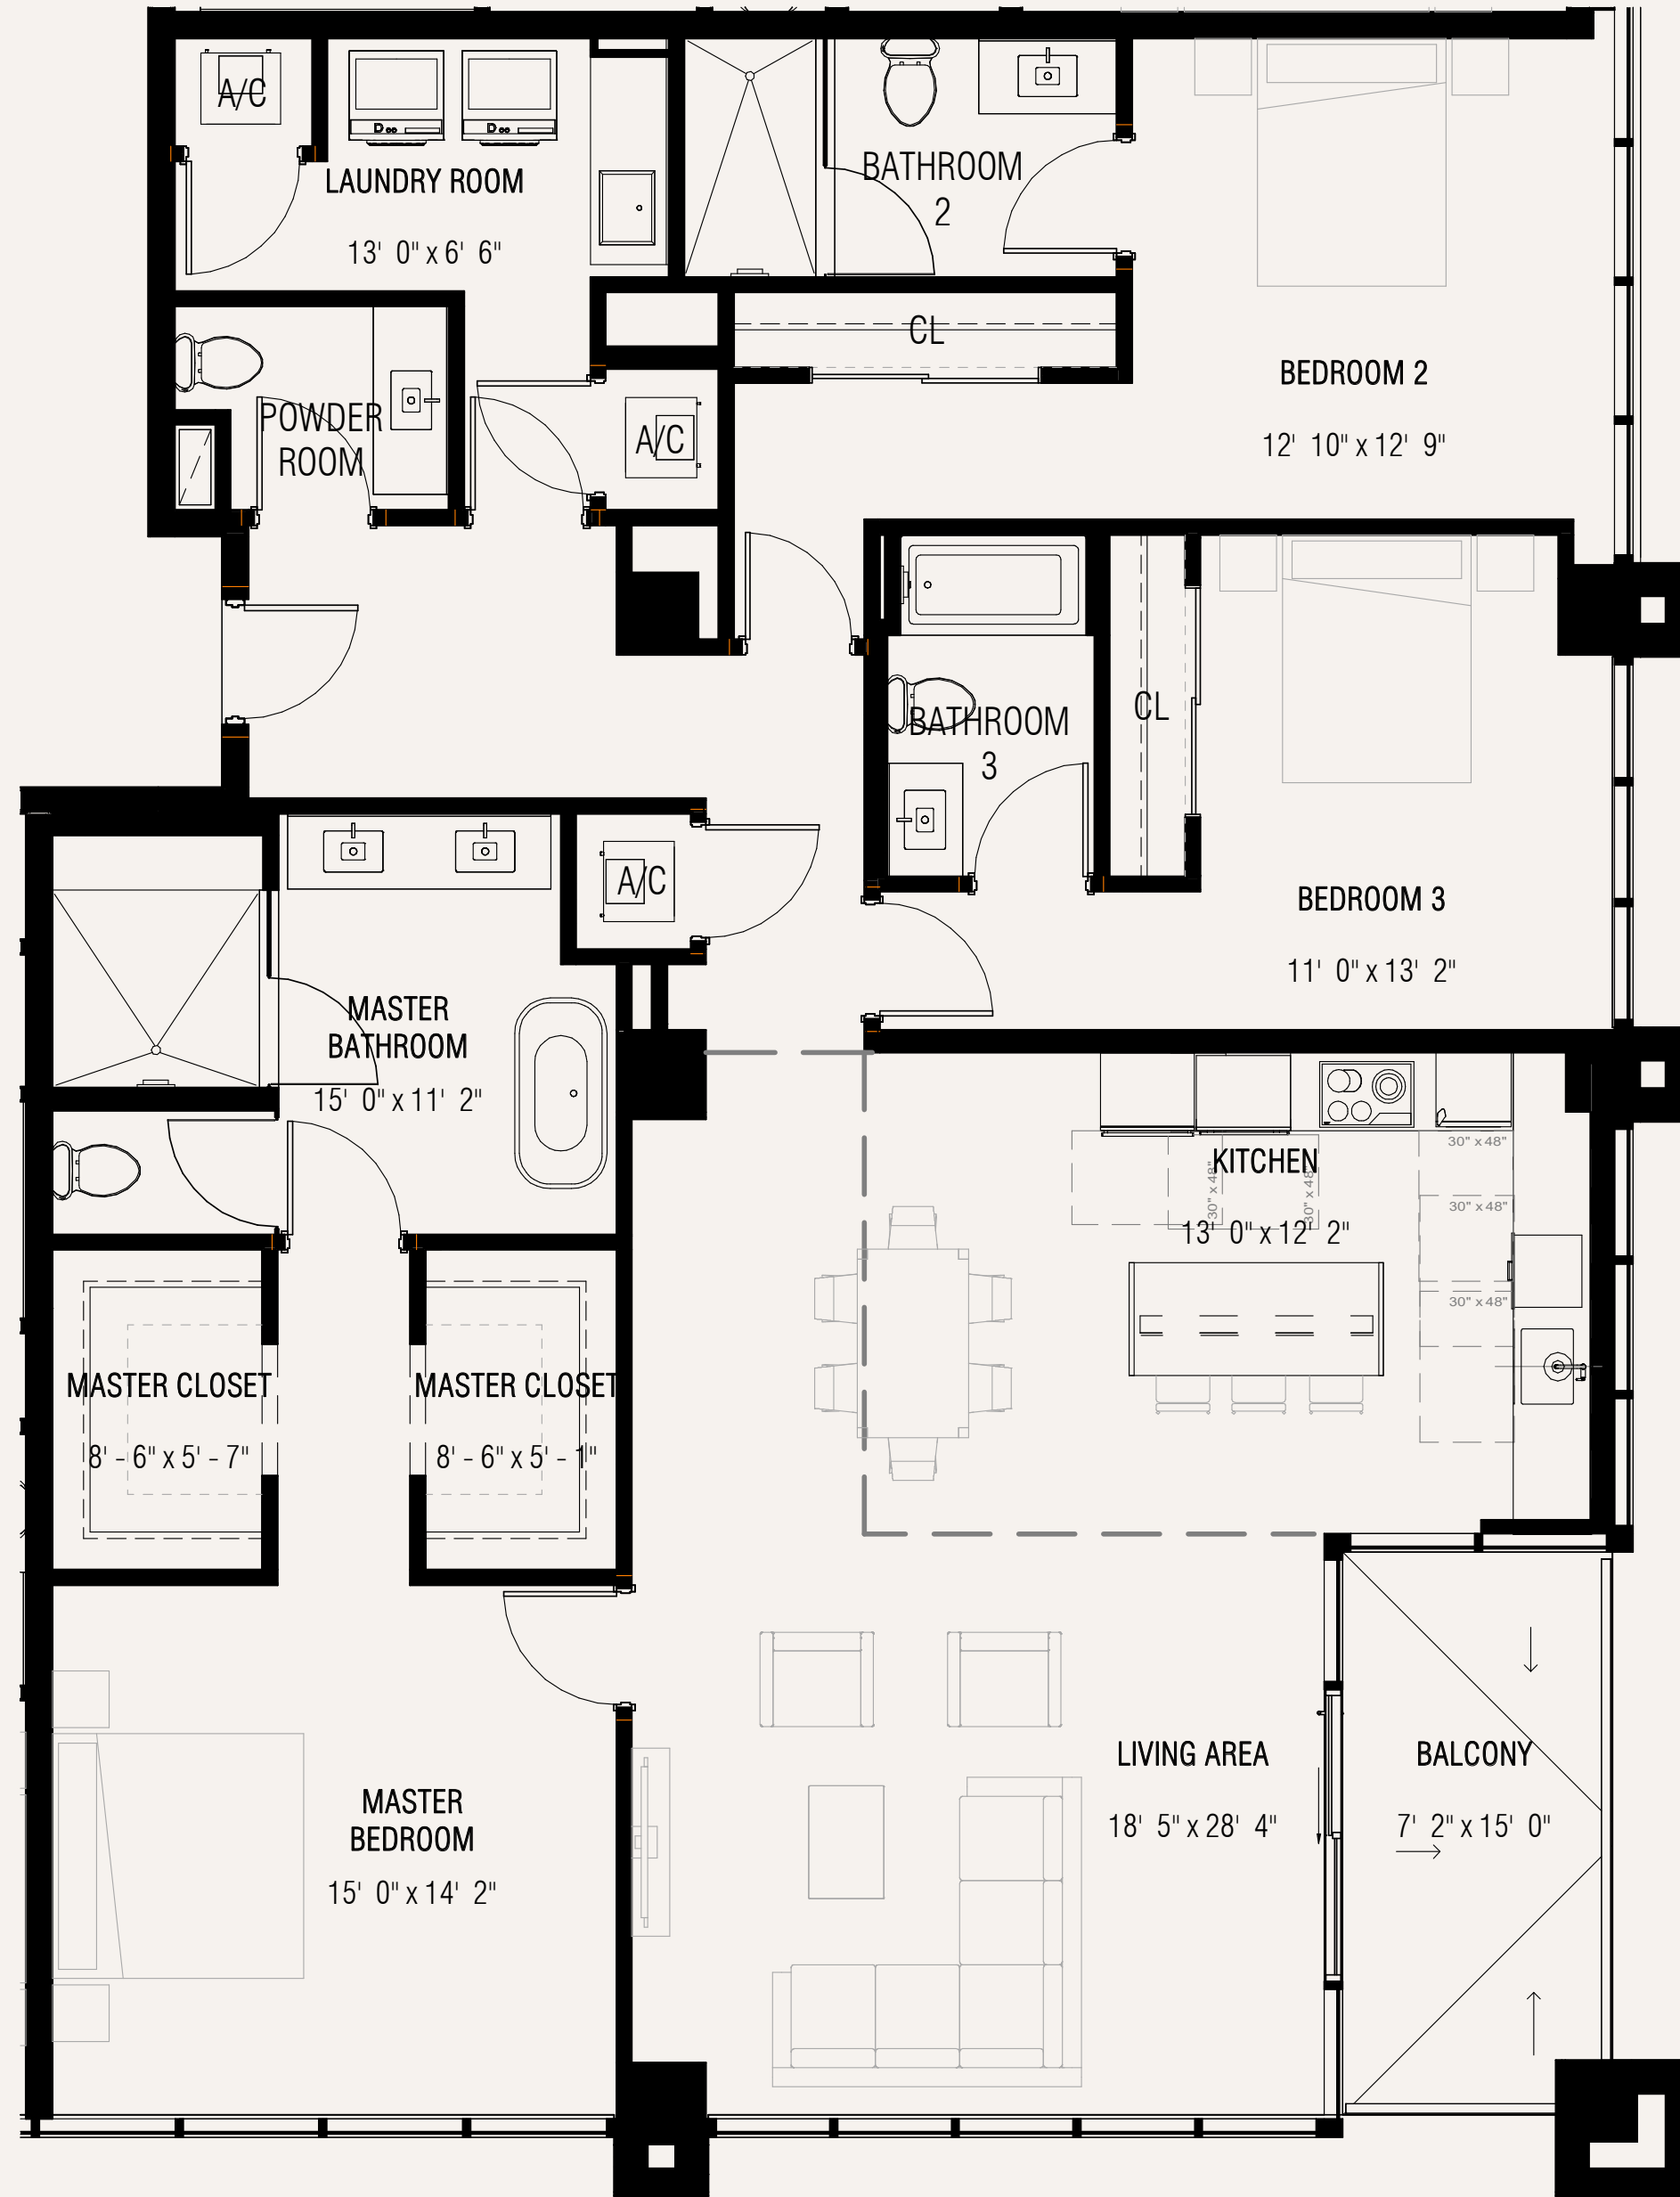 A/C
D
D
LAUNDRY ROOM
13' 0" x 6' 6"
BATHROOM
2
CL
BEDROOM 2
12' 10" x 12' 9"
POWDER
ROOM
A/C
BATHROOM
3
CL
BEDROOM 3
11' 0" x 13' 2"
A/C
MASTER
BATHROOM
15' 0" x 11' 2"
KITCHEN
13' 0" x 12' 2"
30" x 48"
30" x 48"
30" x 48"
30" x 48"
30" x 48"
MASTER CLOSET
8' - 6" x 5' - 7"
MASTER CLOSET
8' - 6" x 5' - 1"
LIVING AREA
18' 5" x 28' 4"
BALCONY
7' 2" x 15' 0"
MASTER
BEDROOM
15' 0" x 14' 2"